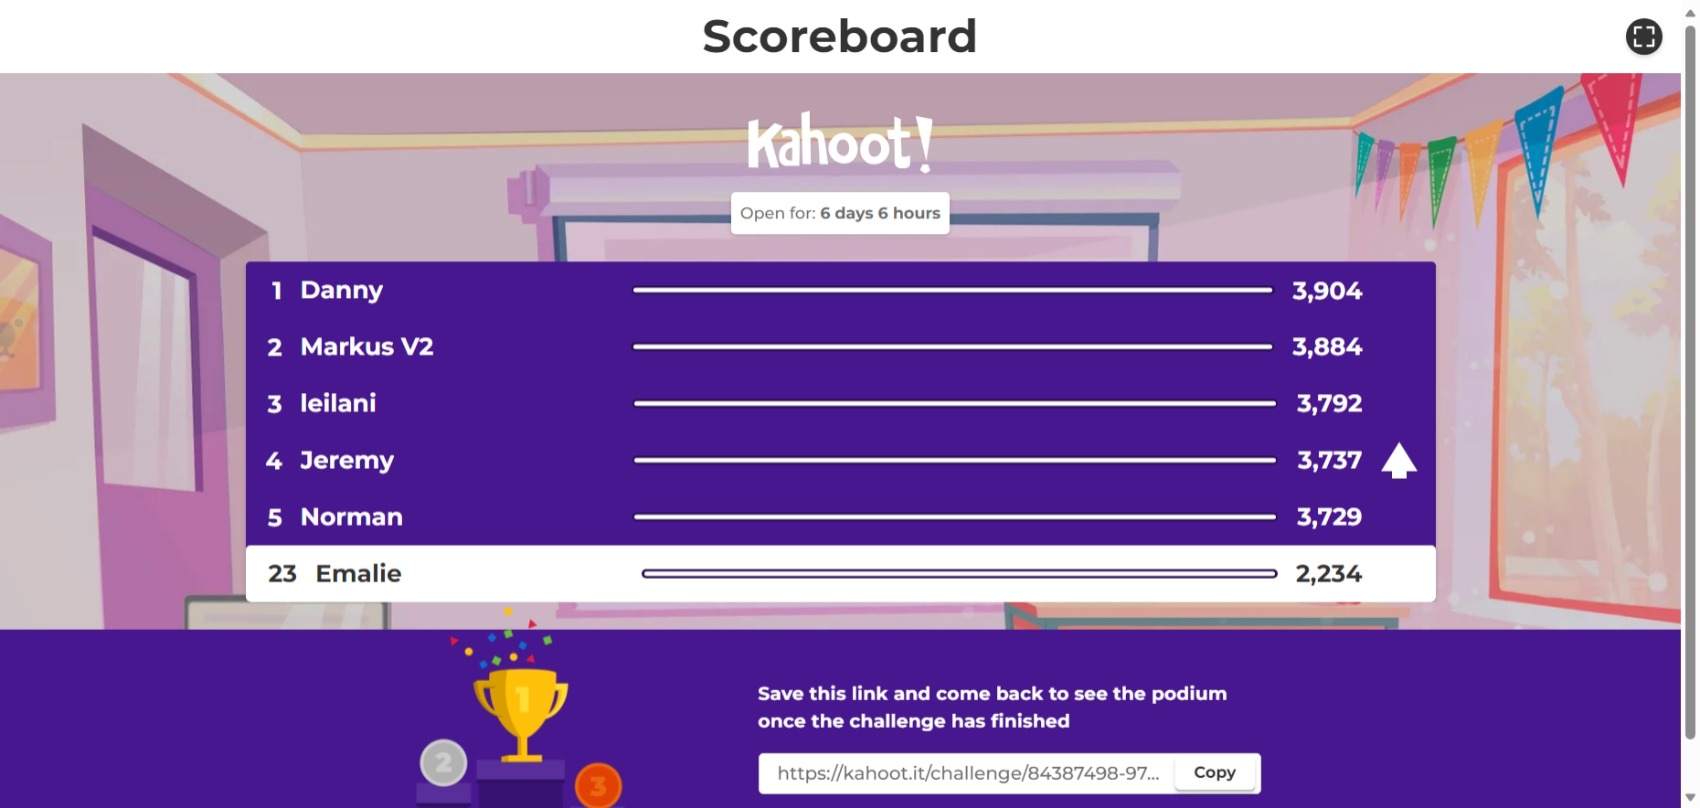 Scoreboard
Kahoot!
Open for: 6 days 6 hours
1 Danny 3,904
2 Markus V2 3,884
3 leilani 3,792
4 Jeremy 3,737
5 Norman 3,729
23 Emalie 2,234
1
2
3
Save this link and come back to see the podium
once the challenge has finished
https://kahoot.it/challenge/84387498-97... Copy